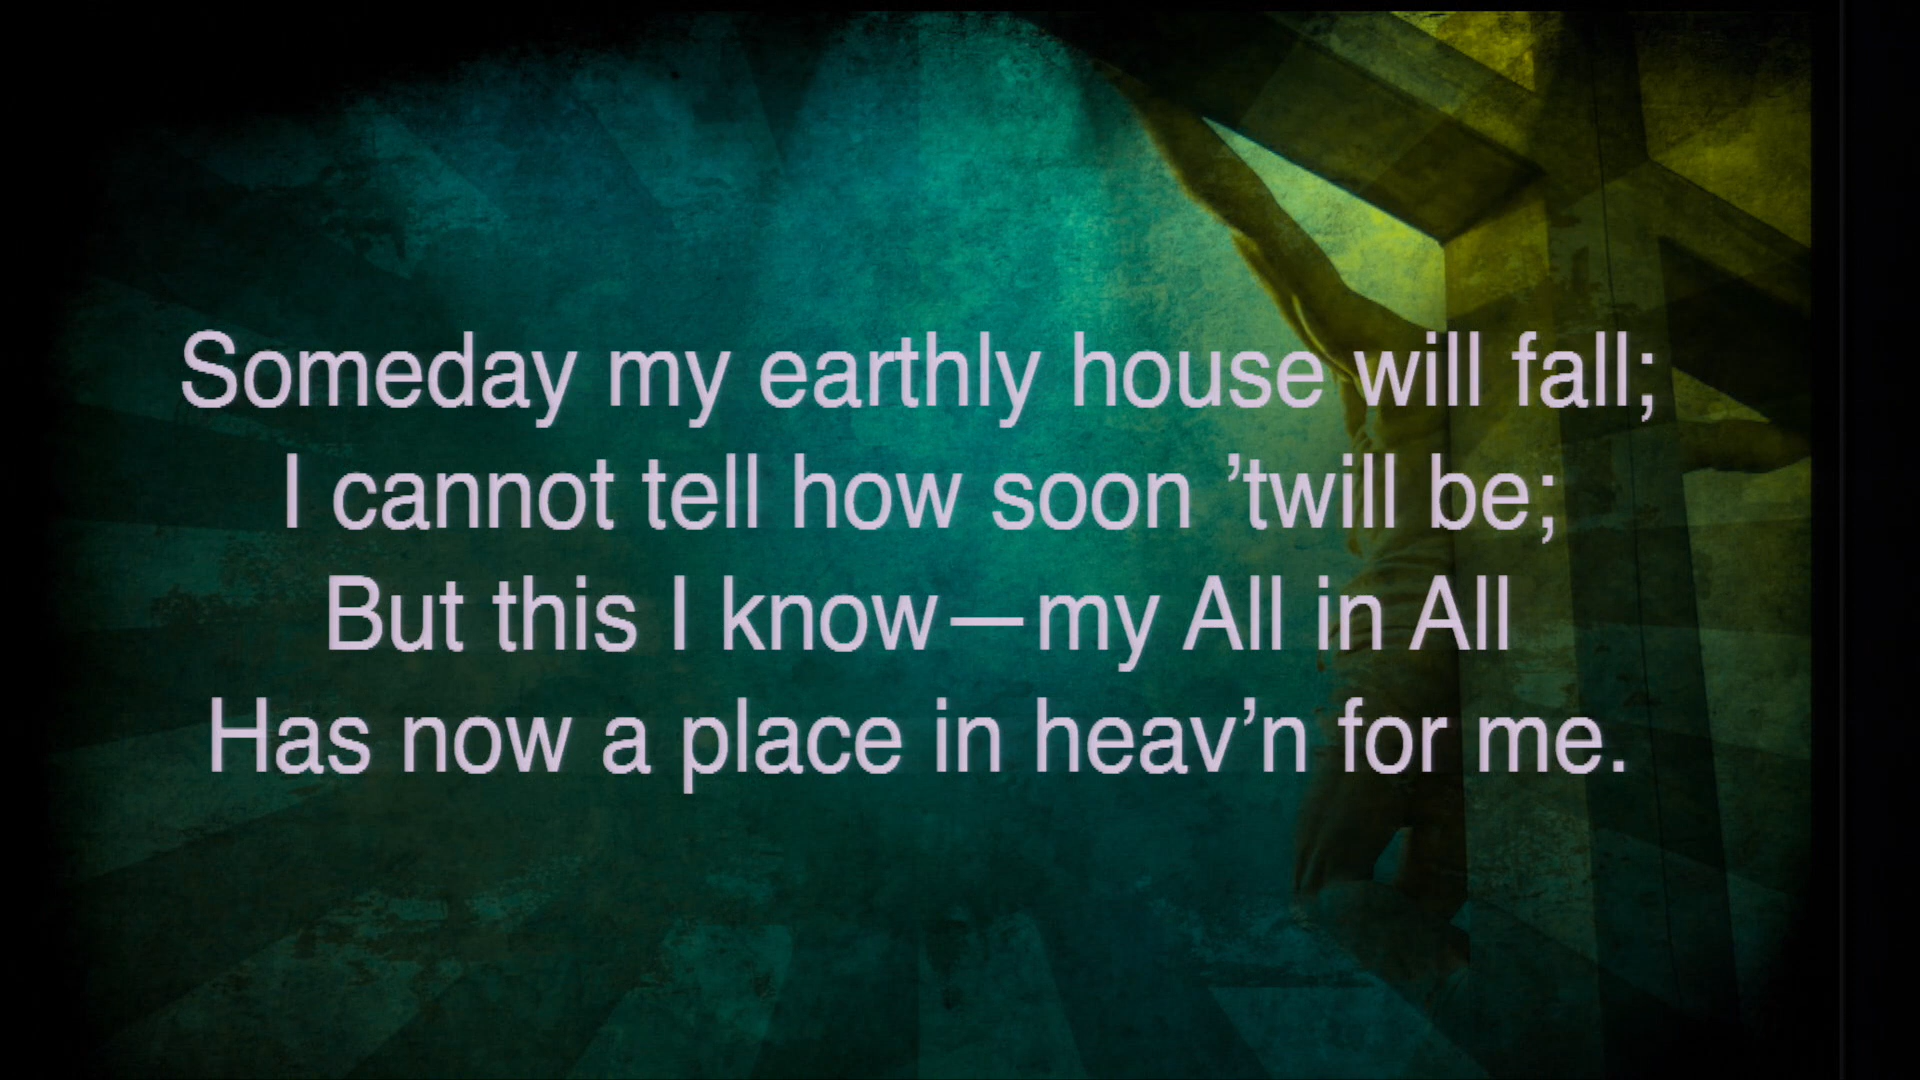 Someday my earthly house will fall;
I cannot tell how soon ’twill be;
But this I know—my All in All
Has now a place in heav’n for me.